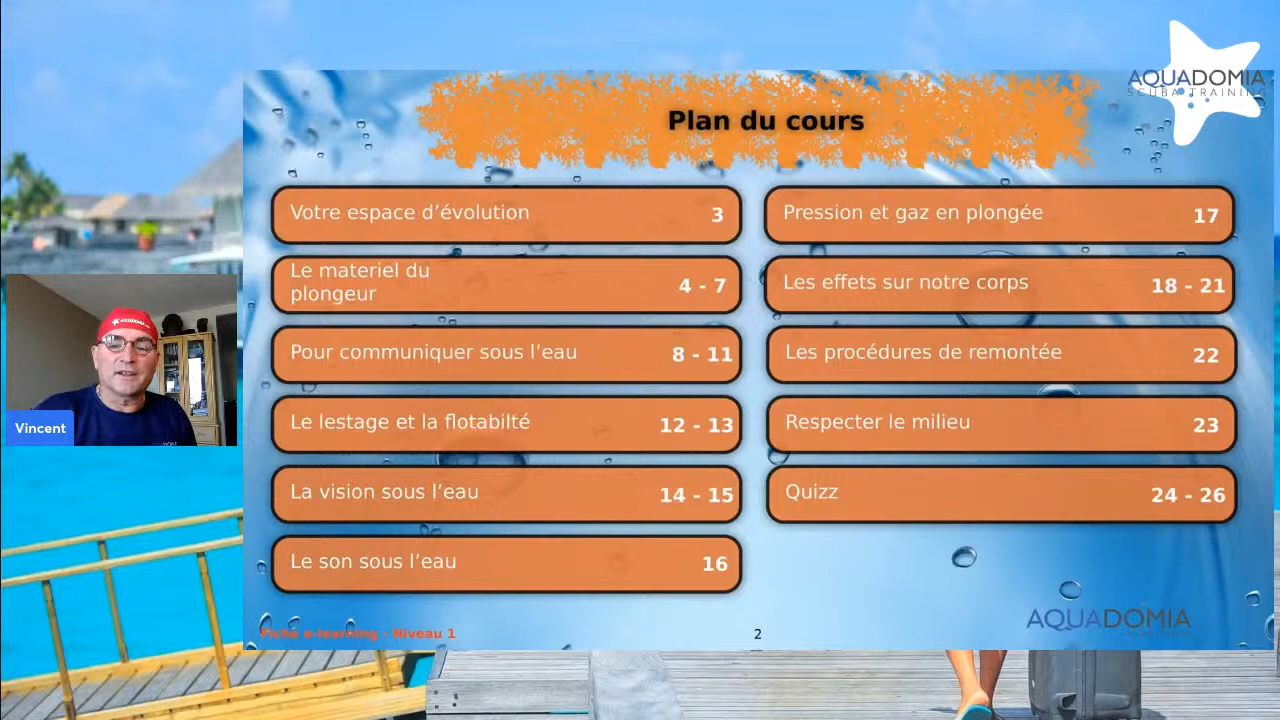 AQUADOMIA
SCUBA TRAINING
Plan du cours
Votre espace d’évolution 3
Le materiel du
plongeur 4 - 7
Pour communiquer sous l’eau 8 - 11
Le lestage et la flotabilté 12 - 13
La vision sous l’eau 14 - 15
Le son sous l’eau 16
Pression et gaz en plongée 17
Les effets sur notre corps 18 - 21
Les procédures de remontée 22
Respecter le milieu 23
Quizz 24 - 26
Vincent
Fiche e-learning - Niveau 1
2
AQUADOMIA